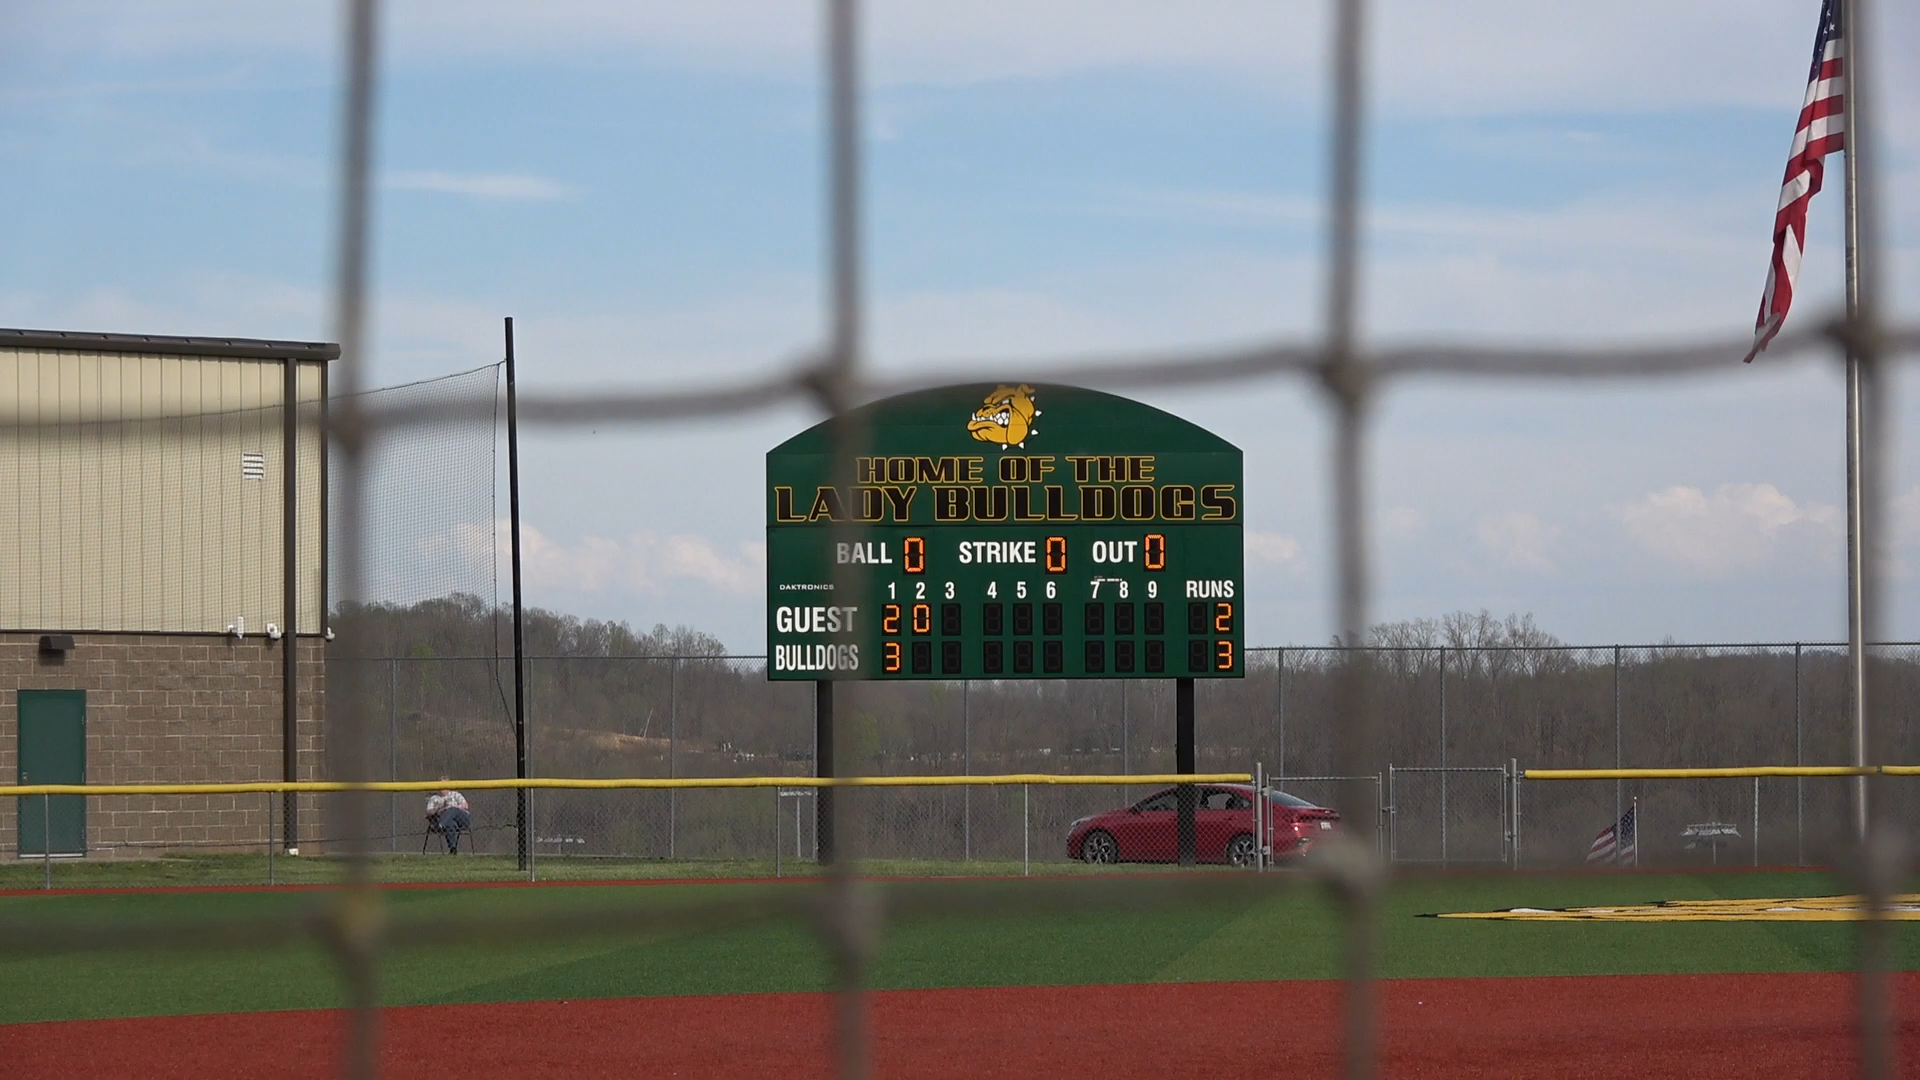 HOME OF THE
LADY BULLDOGS
BALL 0 STRIKE 0 OUT 0
DAKTRONICS 1 2 3 4 5 6 7 8 9 RUNS
GUEST 2 0 2
BULLDOGS 3 3